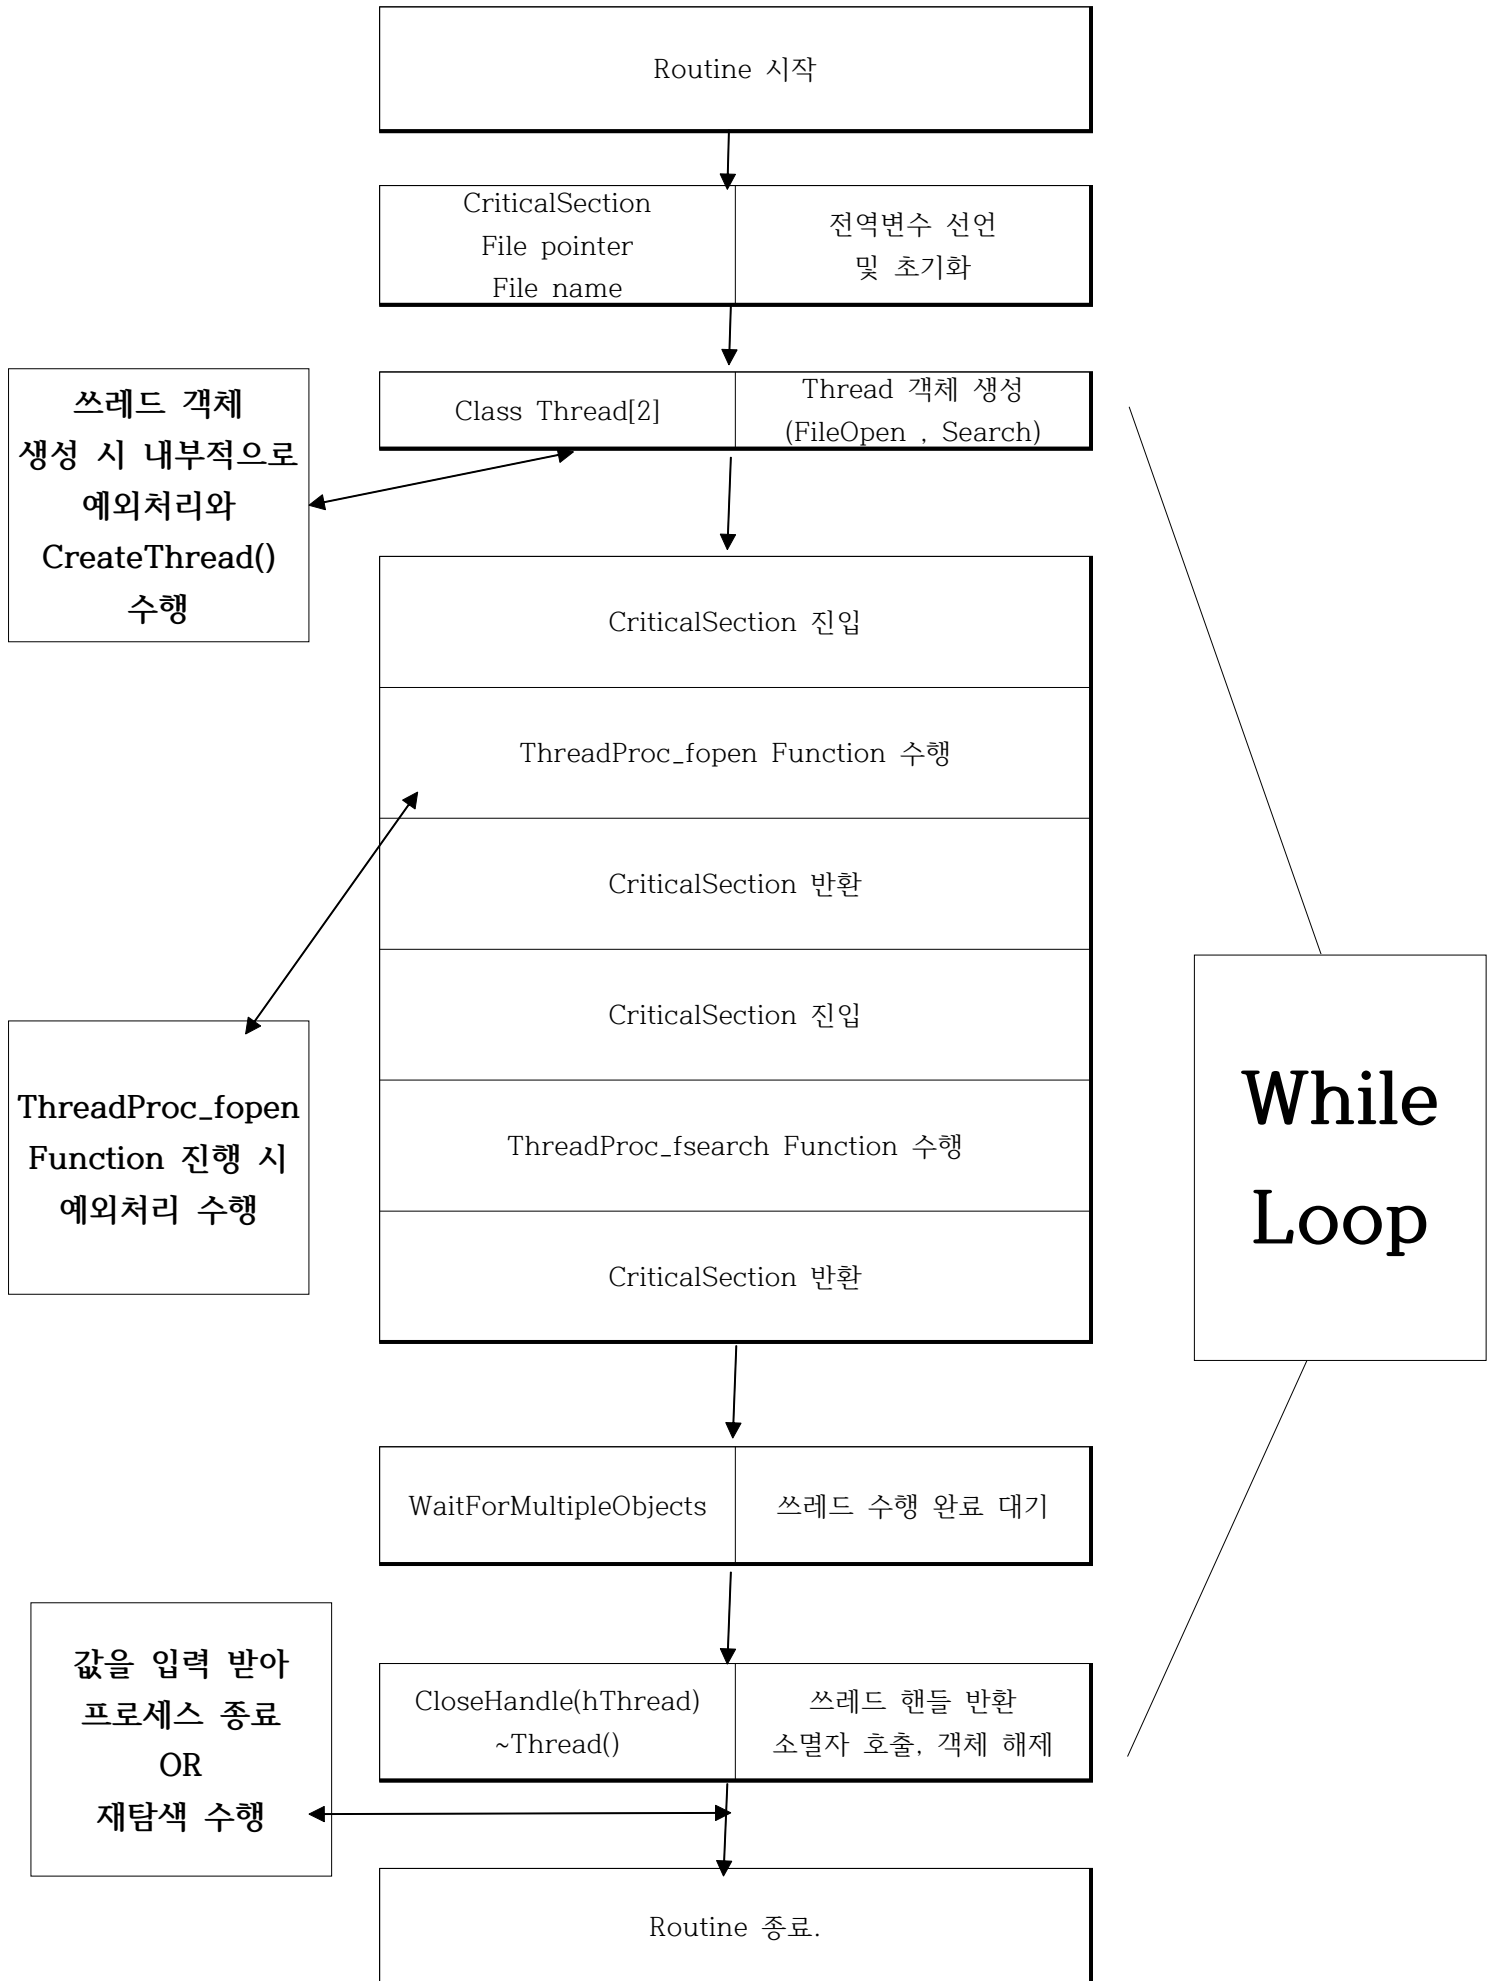 Routine 시작
CriticalSection
File pointer
File name
전역변수 선언
및 초기화
쓰레드 객체
생성 시 내부적으로
예외처리와
CreateThread()
수행
Class Thread[2]
Thread 객체 생성
(FileOpen , Search)
CriticalSection 진입
ThreadProc_fopen Function 수행
CriticalSection 반환
CriticalSection 진입
ThreadProc_fsearch Function 수행
CriticalSection 반환
ThreadProc_fopen
Function 진행 시
예외처리 수행
While
Loop
WaitForMultipleObjects
쓰레드 수행 완료 대기
값을 입력 받아
프로세스 종료
OR
재탐색 수행
CloseHandle(hThread)
~Thread()
쓰레드 핸들 반환
소멸자 호출, 객체 해제
Routine 종료.